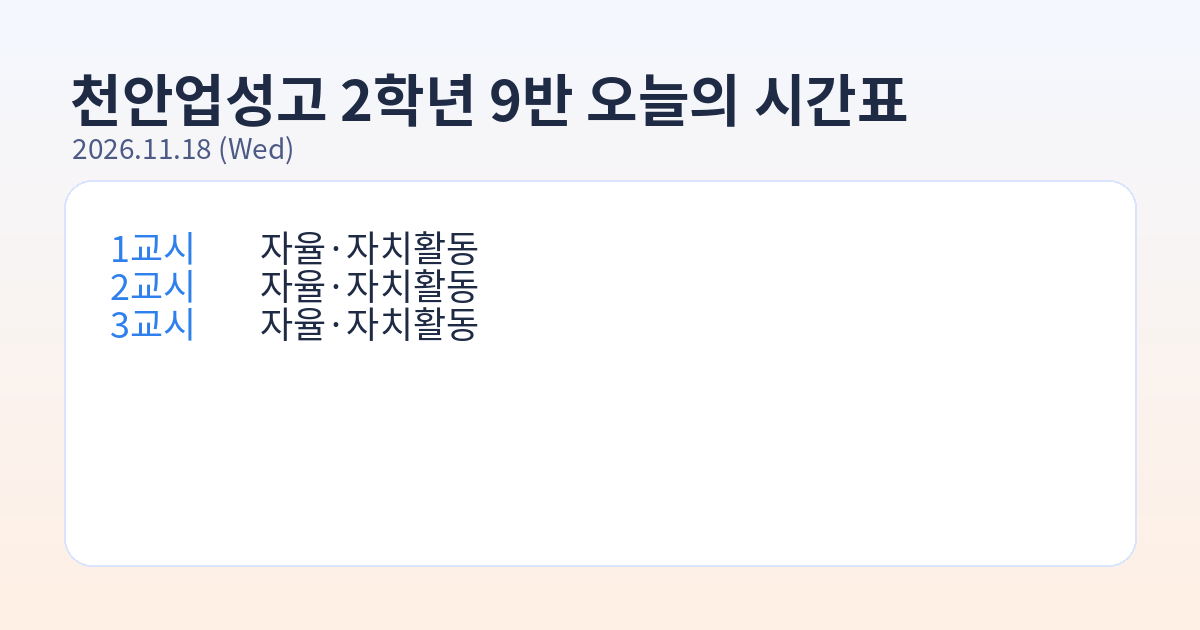 천안업성고 2학년 9반 오늘의 시간표
2026.11.18 (Wed)
1교시 자율·자치활동
2교시 자율·자치활동
3교시 자율·자치활동